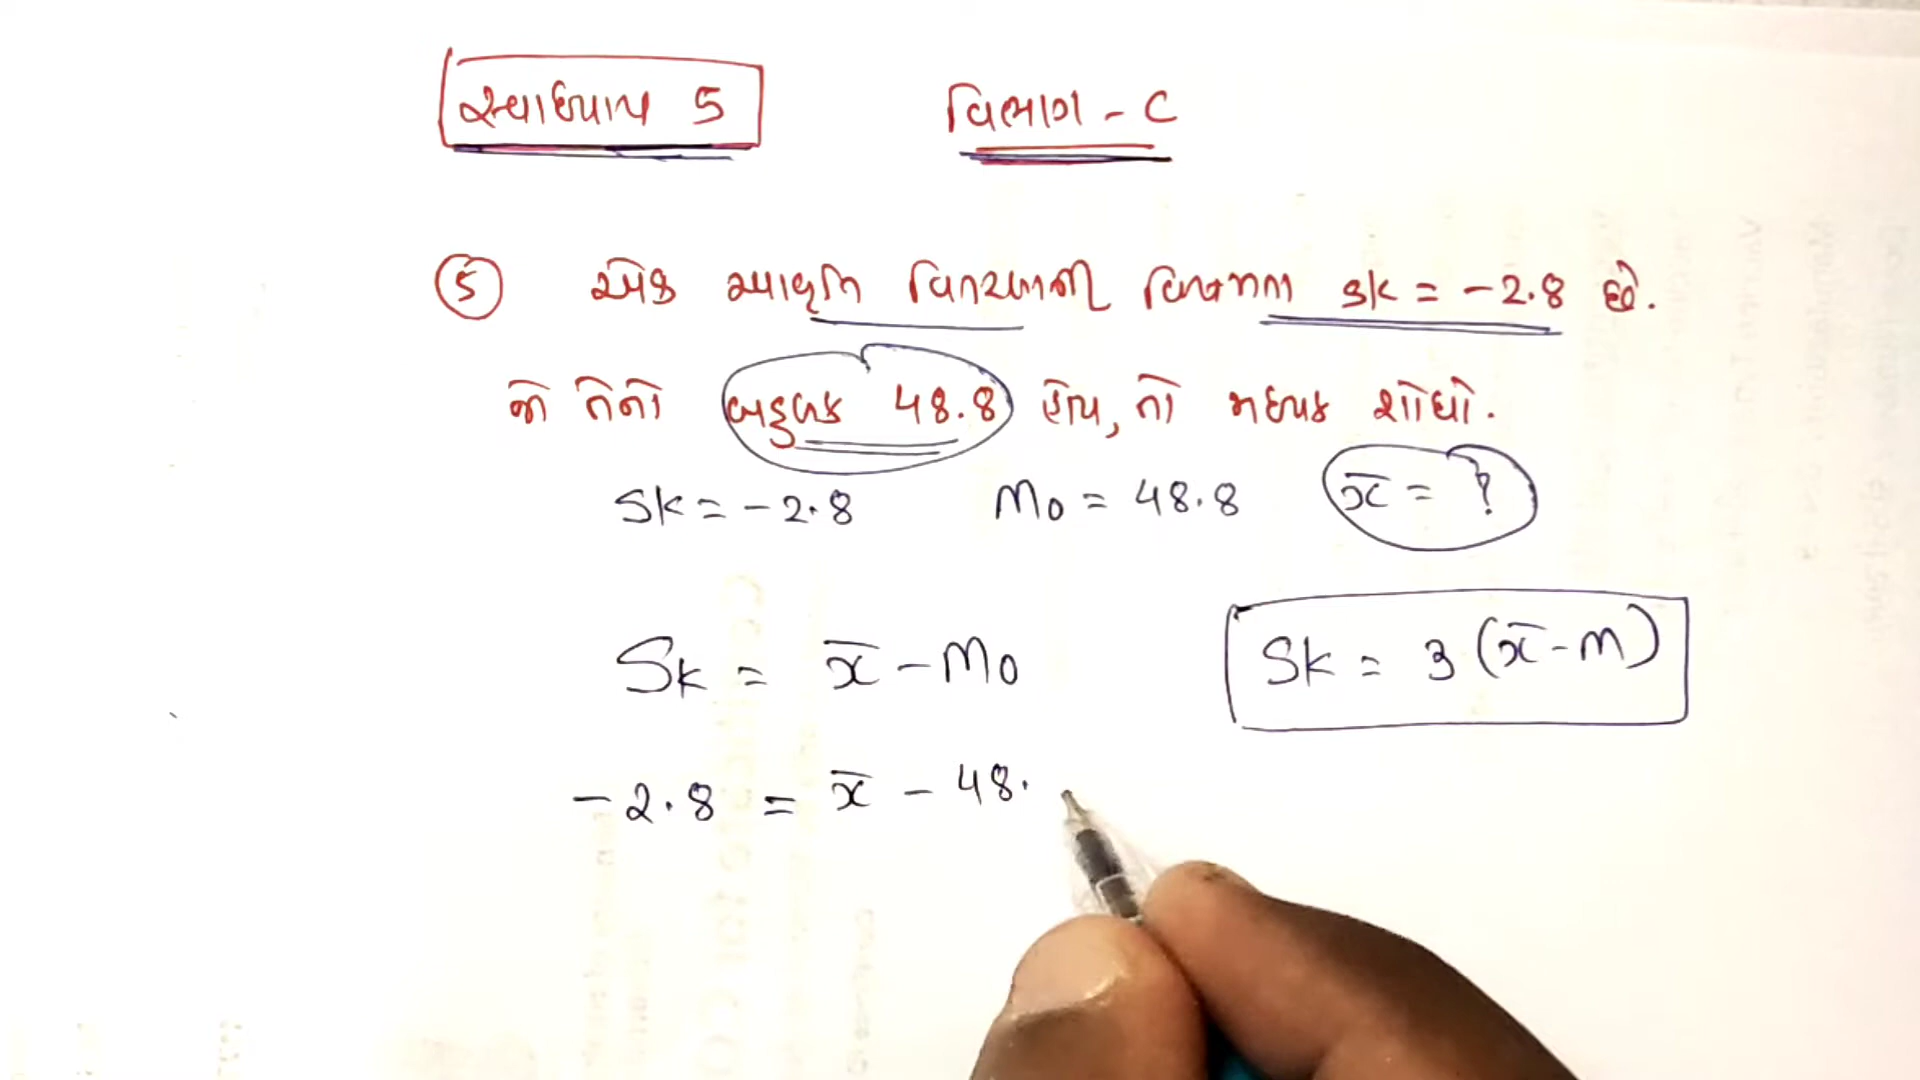 સ્વાધ્યાય 5 વિભાગ - C
5 એક આવૃત્તિ વિતરણની વિષમતા Sk = -2.8 છે.
જો તેનો બહુલક 48.8 હોય, તો મધ્યક શોધો.
Sk = -2.8 Mo = 48.8 x̄ = ?
Sk = x̄ - Mo Sk = 3 (x̄ - M)
-2.8 = x̄ - 48.